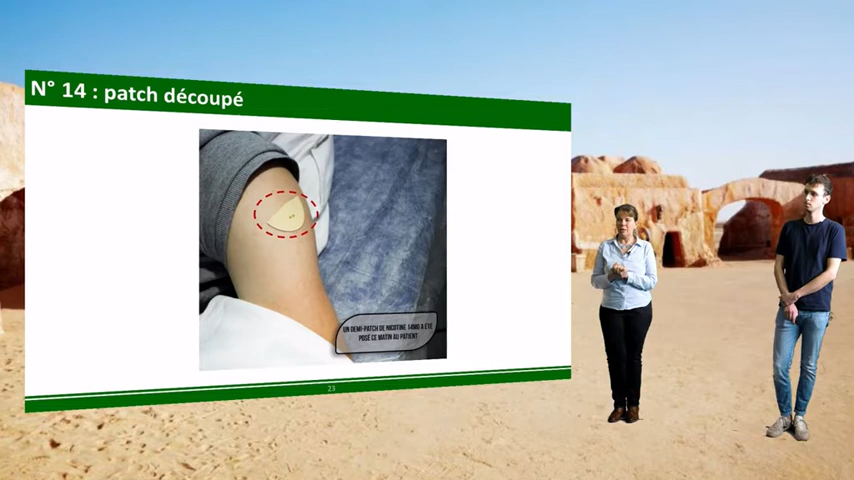 N° 14 : patch découpé
UN DEMI-PATCH DE NICOTINE 14MG A ÉTÉ
POSÉ CE MATIN AU PATIENT
23